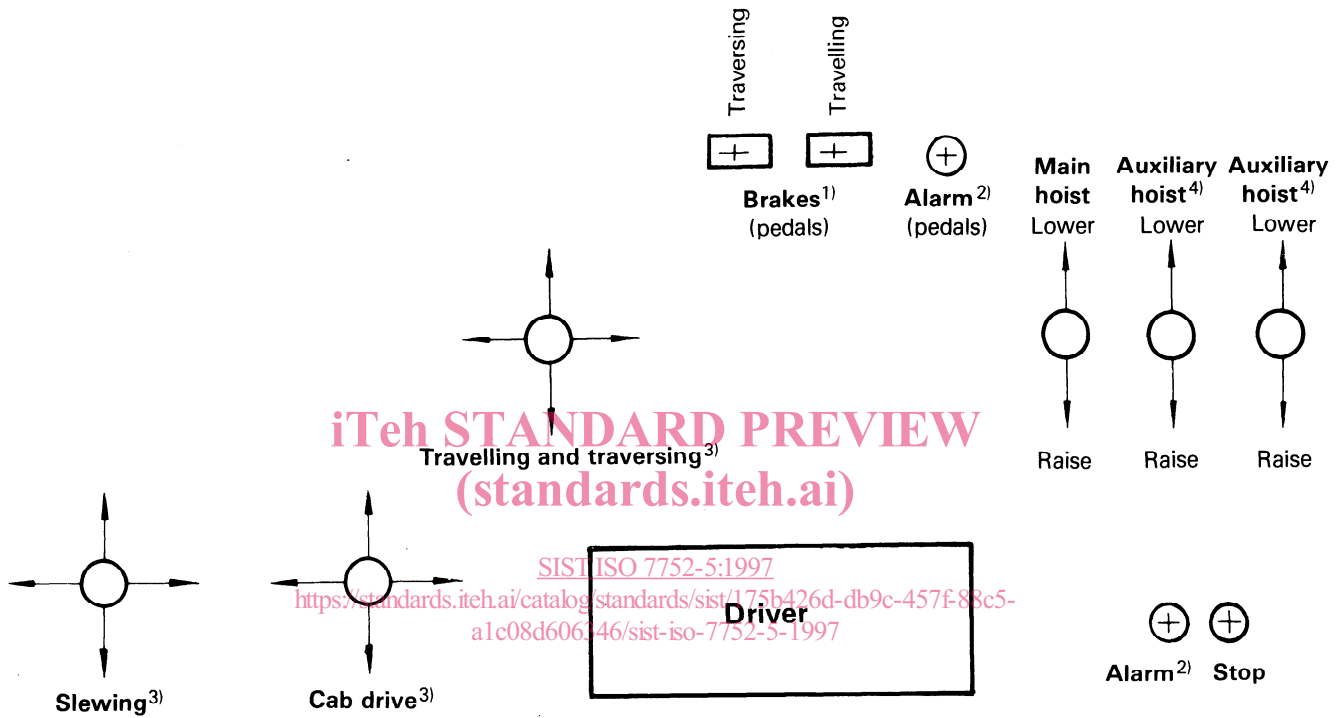 Traversing
Travelling
Brakes1)
(pedals)
Alarm2)
(pedals)
Main
hoist
Lower
Auxiliary
hoist4)
Lower
Auxiliary
hoist4)
Lower
Raise
Raise
Raise
iTeh STANDARD PREVIEW
Travelling and traversing3)
(standards.iteh.ai)
SIST ISO 7752-5:1997
https://standards.iteh.ai/catalog/standards/sist/175b426d-db9c-457f-88c5-
a1c08d606346/sist-iso-7752-5-1997
Driver
Slewing3)
Cab drive3)
Alarm2)
Stop